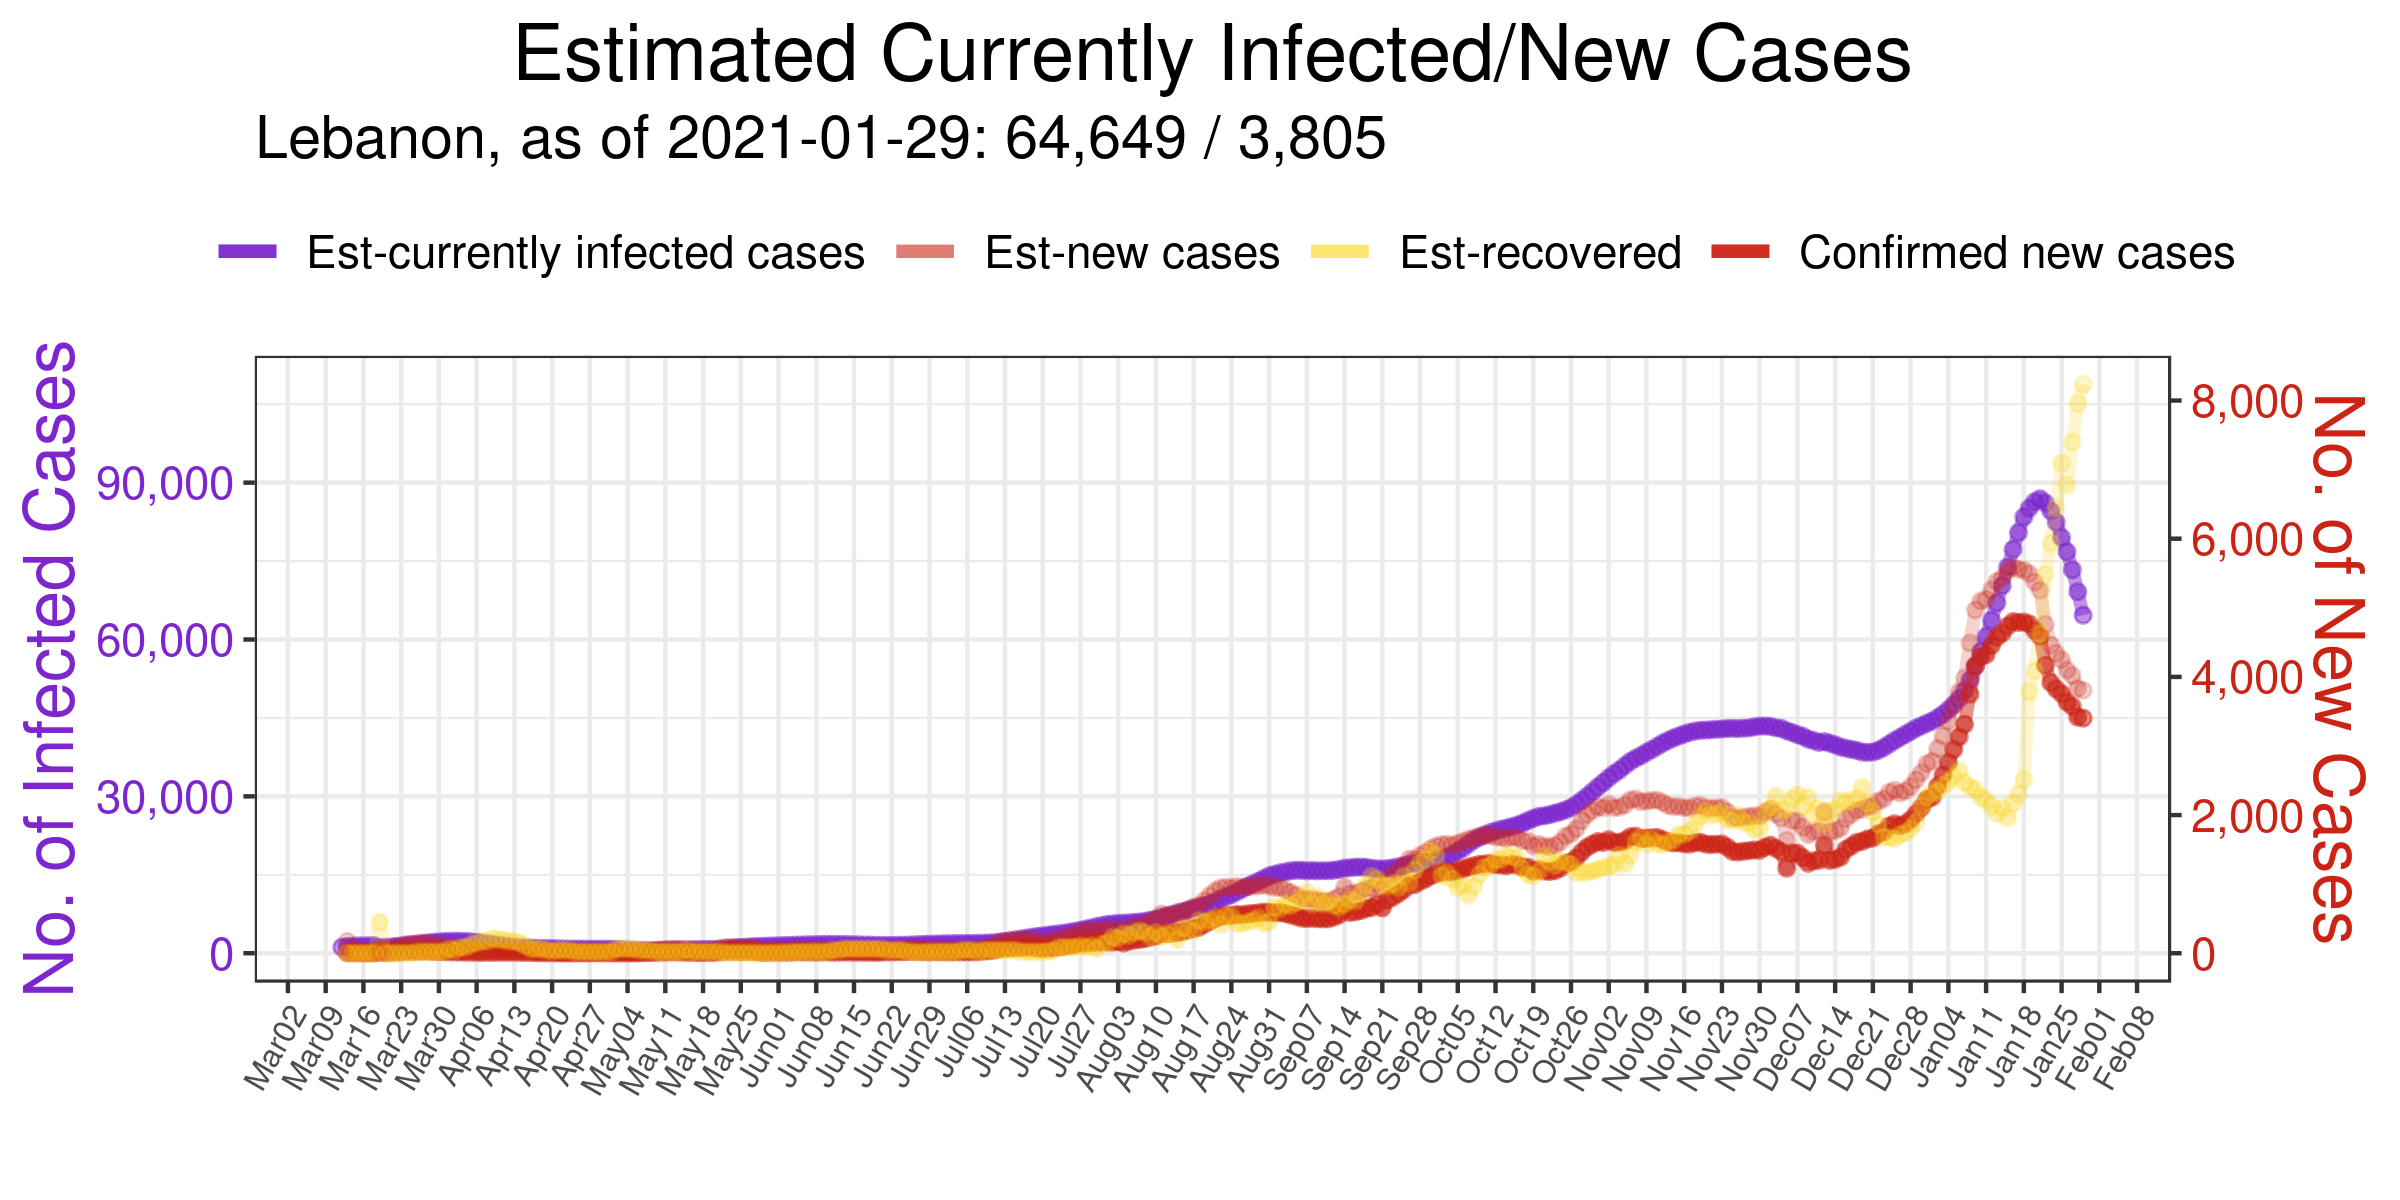 Estimated Currently Infected/New Cases
Lebanon, as of 2021-01-29: 64,649 / 3,805
Est-currently infected cases
Est-new cases
Est-recovered
Confirmed new cases
No. of Infected Cases
90,000
60,000
30,000
0
8,000
6,000
4,000
2,000
0
No. of New Cases
Mar02
Mar09
Mar16
Mar23
Mar30
Apr06
Apr13
Apr20
Apr27
May04
May11
May18
May25
Jun01
Jun08
Jun15
Jun22
Jun29
Jul06
Jul13
Jul20
Jul27
Aug03
Aug10
Aug17
Aug24
Aug31
Sep07
Sep14
Sep21
Sep28
Oct05
Oct12
Oct19
Oct26
Nov02
Nov09
Nov16
Nov23
Nov30
Dec07
Dec14
Dec21
Dec28
Jan04
Jan11
Jan18
Jan25
Feb01
Feb08